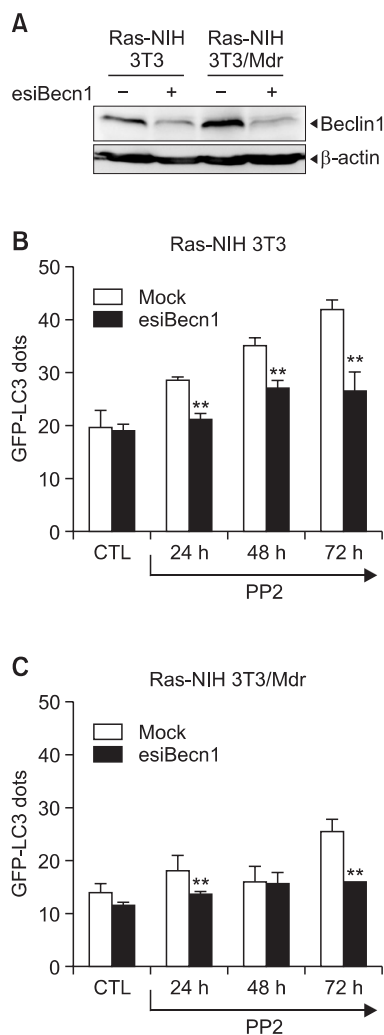 A
Ras-NIH Ras-NIH
3T3 3T3/Mdr
esiBecn1 − + − +
◄Beclin1
◄β-actin
B
Ras-NIH 3T3
50
40
30
20
10
0
GFP-LC3 dots
Mock
esiBecn1
**
**
**
CTL 24 h 48 h 72 h
PP2
C
Ras-NIH 3T3/Mdr
50
40
30
20
10
0
GFP-LC3 dots
Mock
esiBecn1
**
**
CTL 24 h 48 h 72 h
PP2